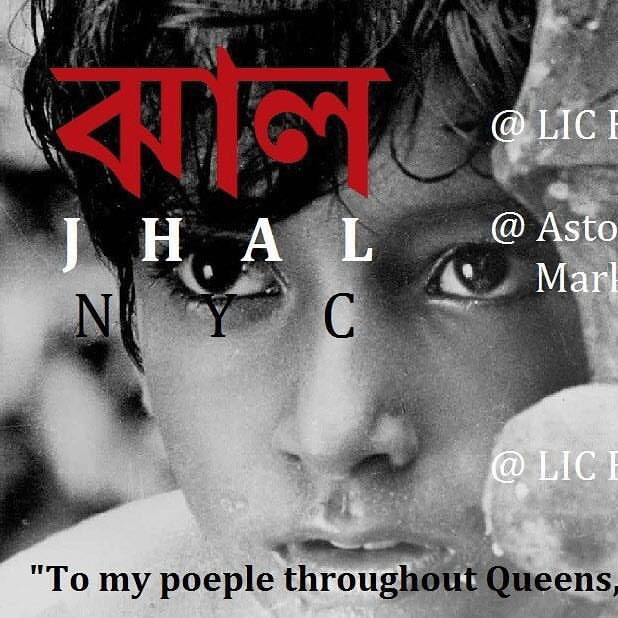 ঝাল
J H A L
N Y C
@ LIC
@ Asto
Mark
@ LIC
"To my poeple throughout Queens,